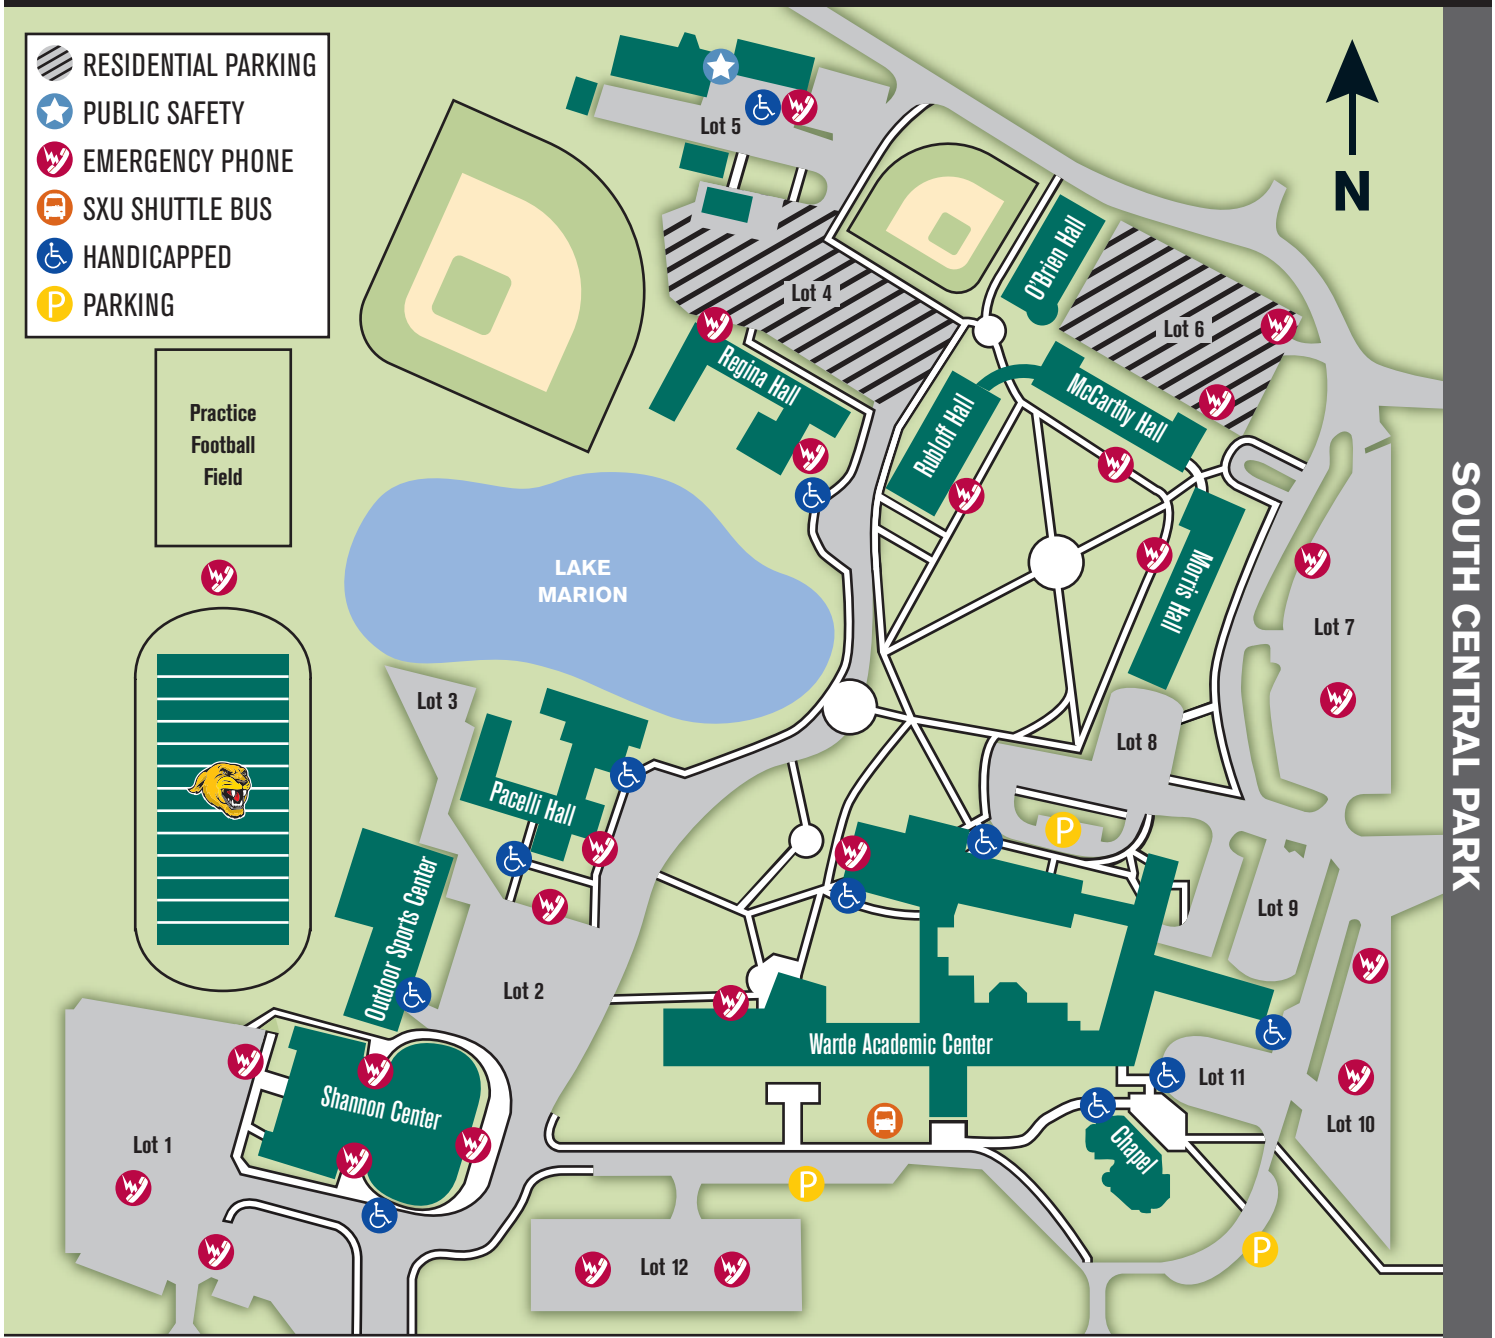 RESIDENTIAL PARKING
PUBLIC SAFETY
EMERGENCY PHONE
SXU SHUTTLE BUS
HANDICAPPED
P
PARKING
N
Lot 5
O'Brien Hall
Lot 4
Lot 6
Regina Hall
McCarthy Hall
Rubloff Hall
Practice
Football
Field
LAKE
MARION
Morris Hall
Lot 7
SOUTH CENTRAL PARK
Lot 3
Lot 8
Pacelli Hall
P
Outdoor Sports Center
Lot 9
Lot 2
Warde Academic Center
Lot 11
Shannon Center
Lot 10
Lot 1
Chapel
P
P
Lot 12